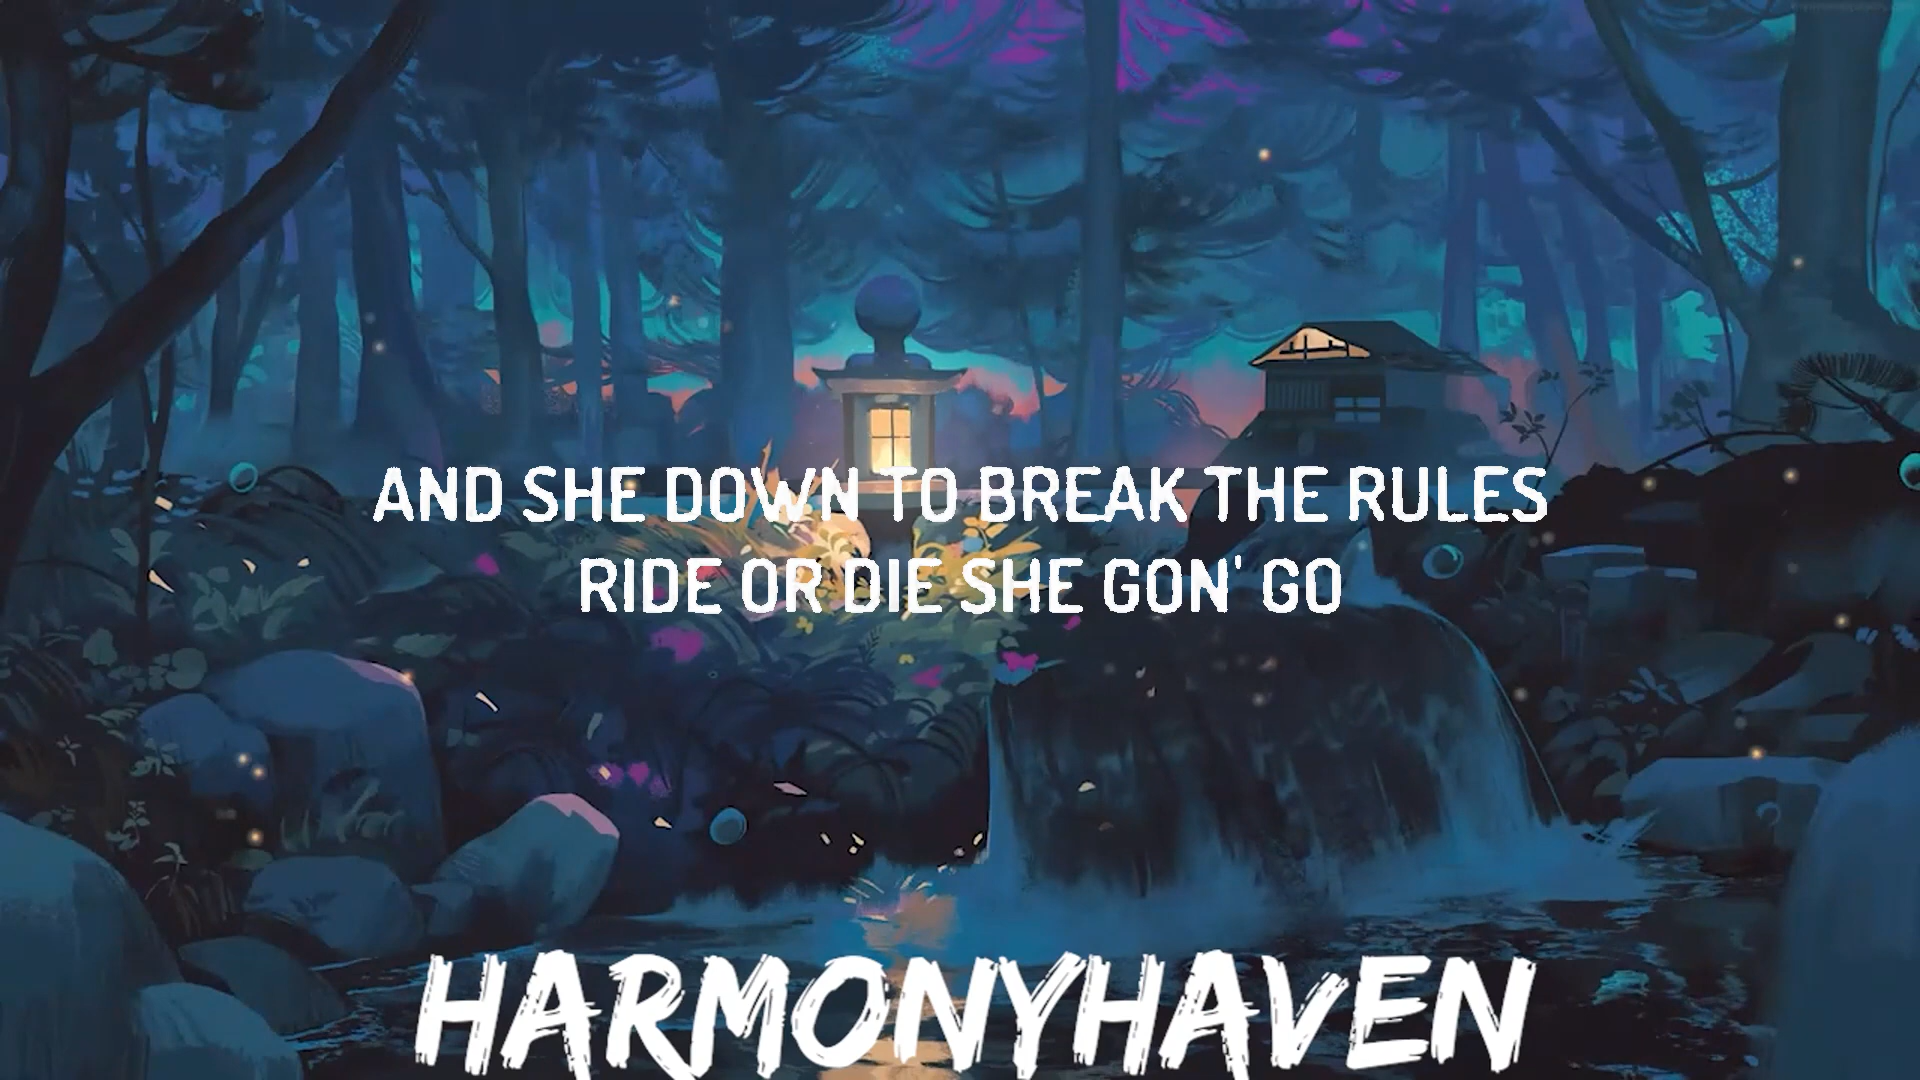 AND SHE DOWN TO BREAK THE RULES
RIDE OR DIE SHE GON' GO
HARMONYHAVEN